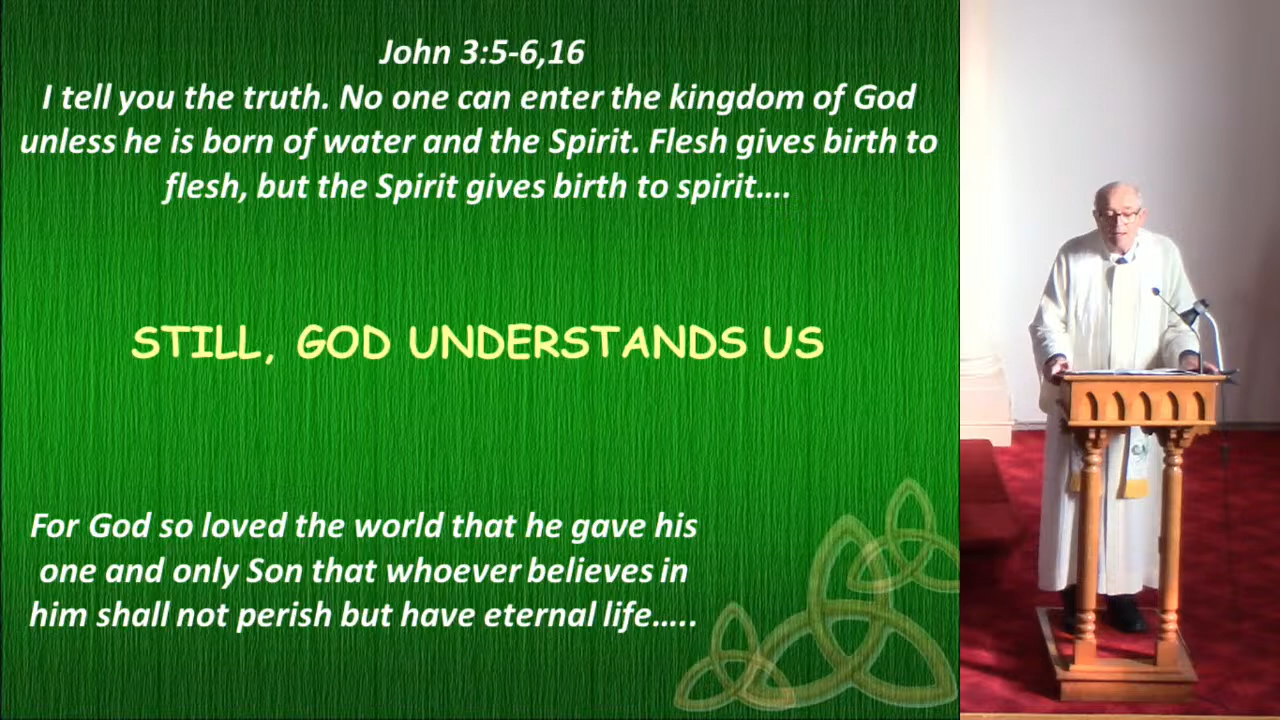 John 3:5-6,16
I tell you the truth. No one can enter the kingdom of God
unless he is born of water and the Spirit. Flesh gives birth to
flesh, but the Spirit gives birth to spirit….
STILL, GOD UNDERSTANDS US
For God so loved the world that he gave his
one and only Son that whoever believes in
him shall not perish but have eternal life…..